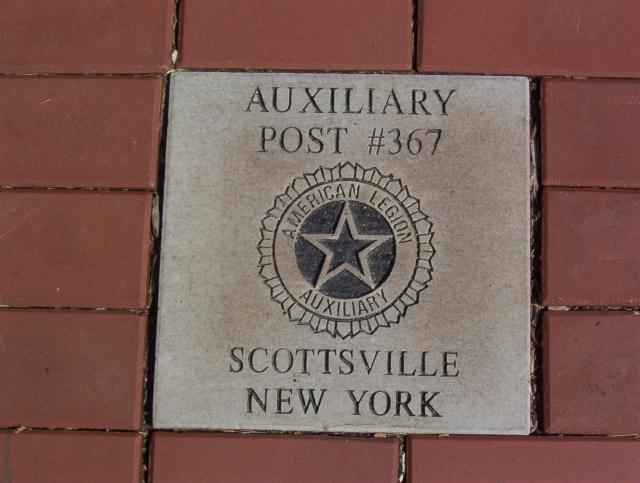 AUXILIARY
POST #367
AMERICAN LEGION
AUXILIARY
SCOTTSVILLE
NEW YORK